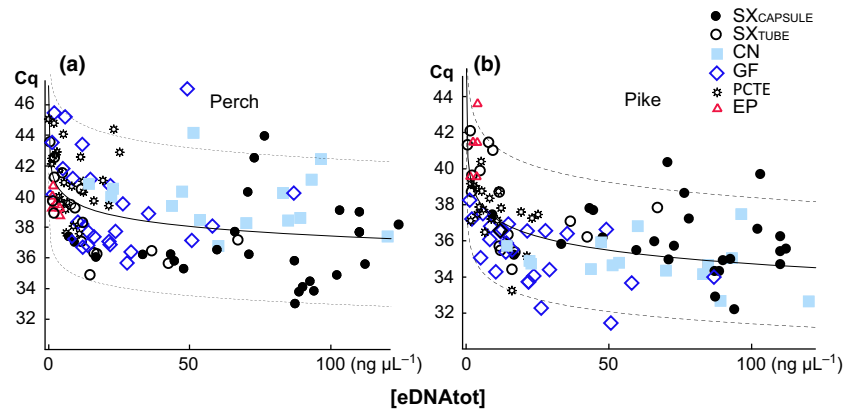 SXCAPSULE
SXTUBE
CN
GF
PCTE
EP
(a)
Cq
Perch
46
44
42
40
38
36
34
32
0
50
100 (ng µL⁻¹)
(b)
Cq
Pike
44
42
40
38
36
34
32
0
50
100 (ng µL⁻¹)
[eDNAtot]